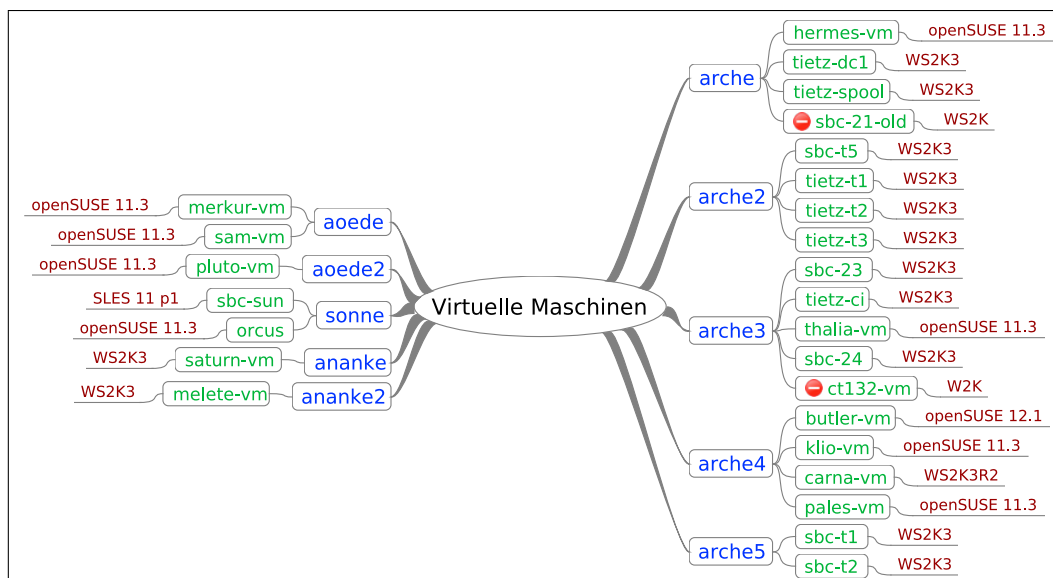 Virtuelle Maschinen
arche
hermes-vm
openSUSE 11.3
tietz-dc1
WS2K3
tietz-spool
WS2K3
sbc-21-old
WS2K
arche2
sbc-t5
WS2K3
tietz-t1
WS2K3
tietz-t2
WS2K3
tietz-t3
WS2K3
arche3
sbc-23
WS2K3
tietz-ci
WS2K3
thalia-vm
openSUSE 11.3
sbc-24
WS2K3
ct132-vm
W2K
arche4
butler-vm
openSUSE 12.1
klio-vm
openSUSE 11.3
carna-vm
WS2K3R2
pales-vm
openSUSE 11.3
arche5
sbc-t1
WS2K3
sbc-t2
WS2K3
aoede
merkur-vm
openSUSE 11.3
sam-vm
openSUSE 11.3
aoede2
pluto-vm
openSUSE 11.3
sonne
sbc-sun
SLES 11 p1
orcus
openSUSE 11.3
ananke
saturn-vm
WS2K3
ananke2
melete-vm
WS2K3